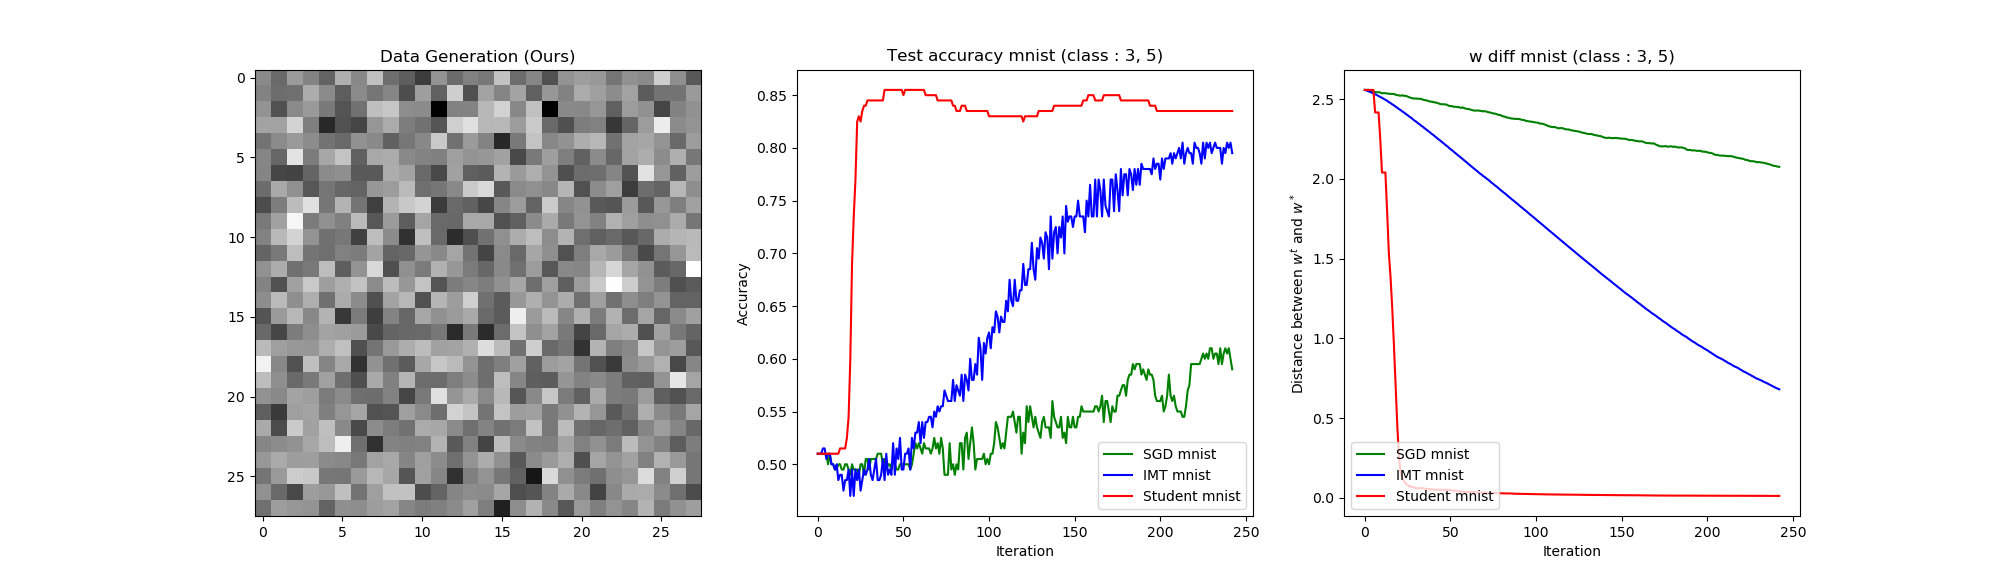 Data Generation (Ours)
0
5
10
15
20
25
0 5 10 15 20 25
Test accuracy mnist (class : 3, 5)
Accuracy
0.85
0.80
0.75
0.70
0.65
0.60
0.55
0.50
SGD mnist
IMT mnist
Student mnist
0 50 100 150 200 250
Iteration
w diff mnist (class : 3, 5)
Distance between w^t and w^*
2.5
2.0
1.5
1.0
0.5
0.0
SGD mnist
IMT mnist
Student mnist
0 50 100 150 200 250
Iteration